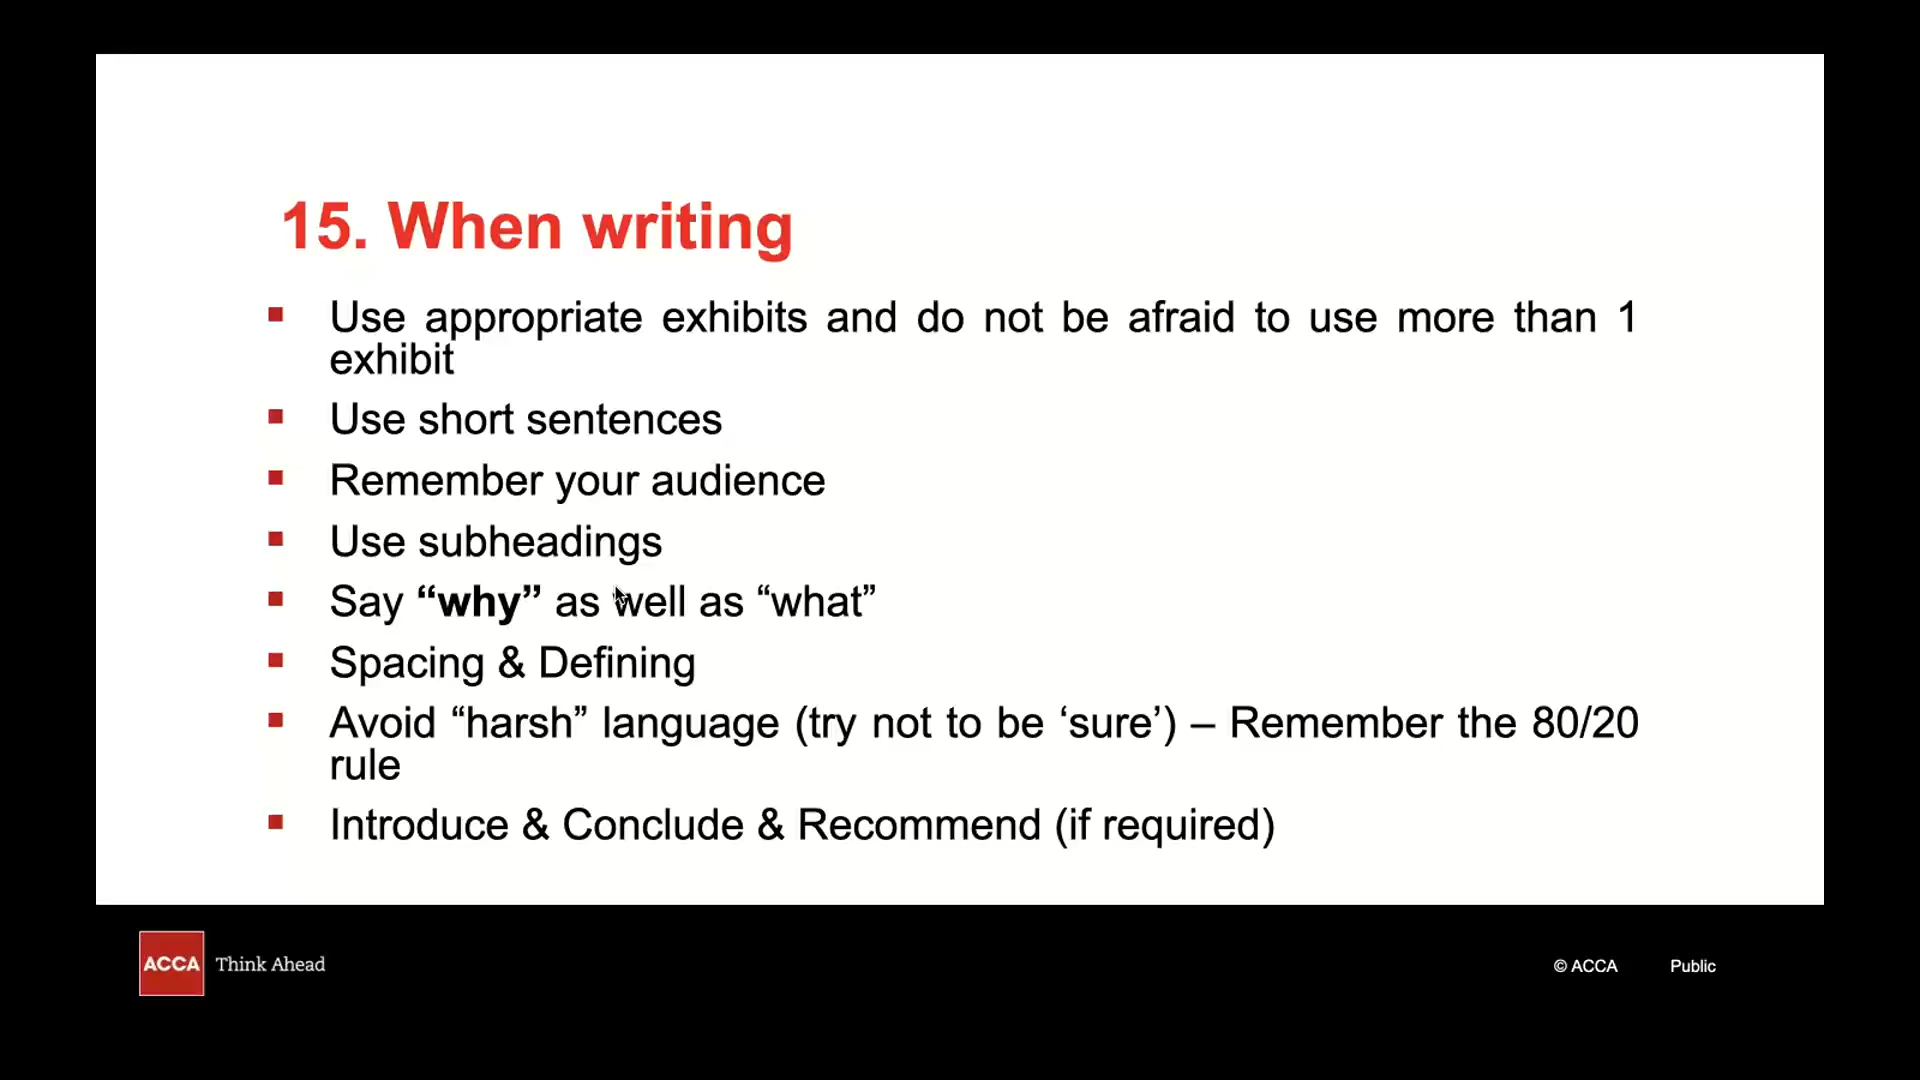 15. When writing
Use appropriate exhibits and do not be afraid to use more than 1
exhibit
Use short sentences
Remember your audience
Use subheadings
Say “why” as well as “what”
Spacing & Defining
Avoid “harsh” language (try not to be ‘sure’) – Remember the 80/20
rule
Introduce & Conclude & Recommend (if required)
ACCA Think Ahead
© ACCA Public